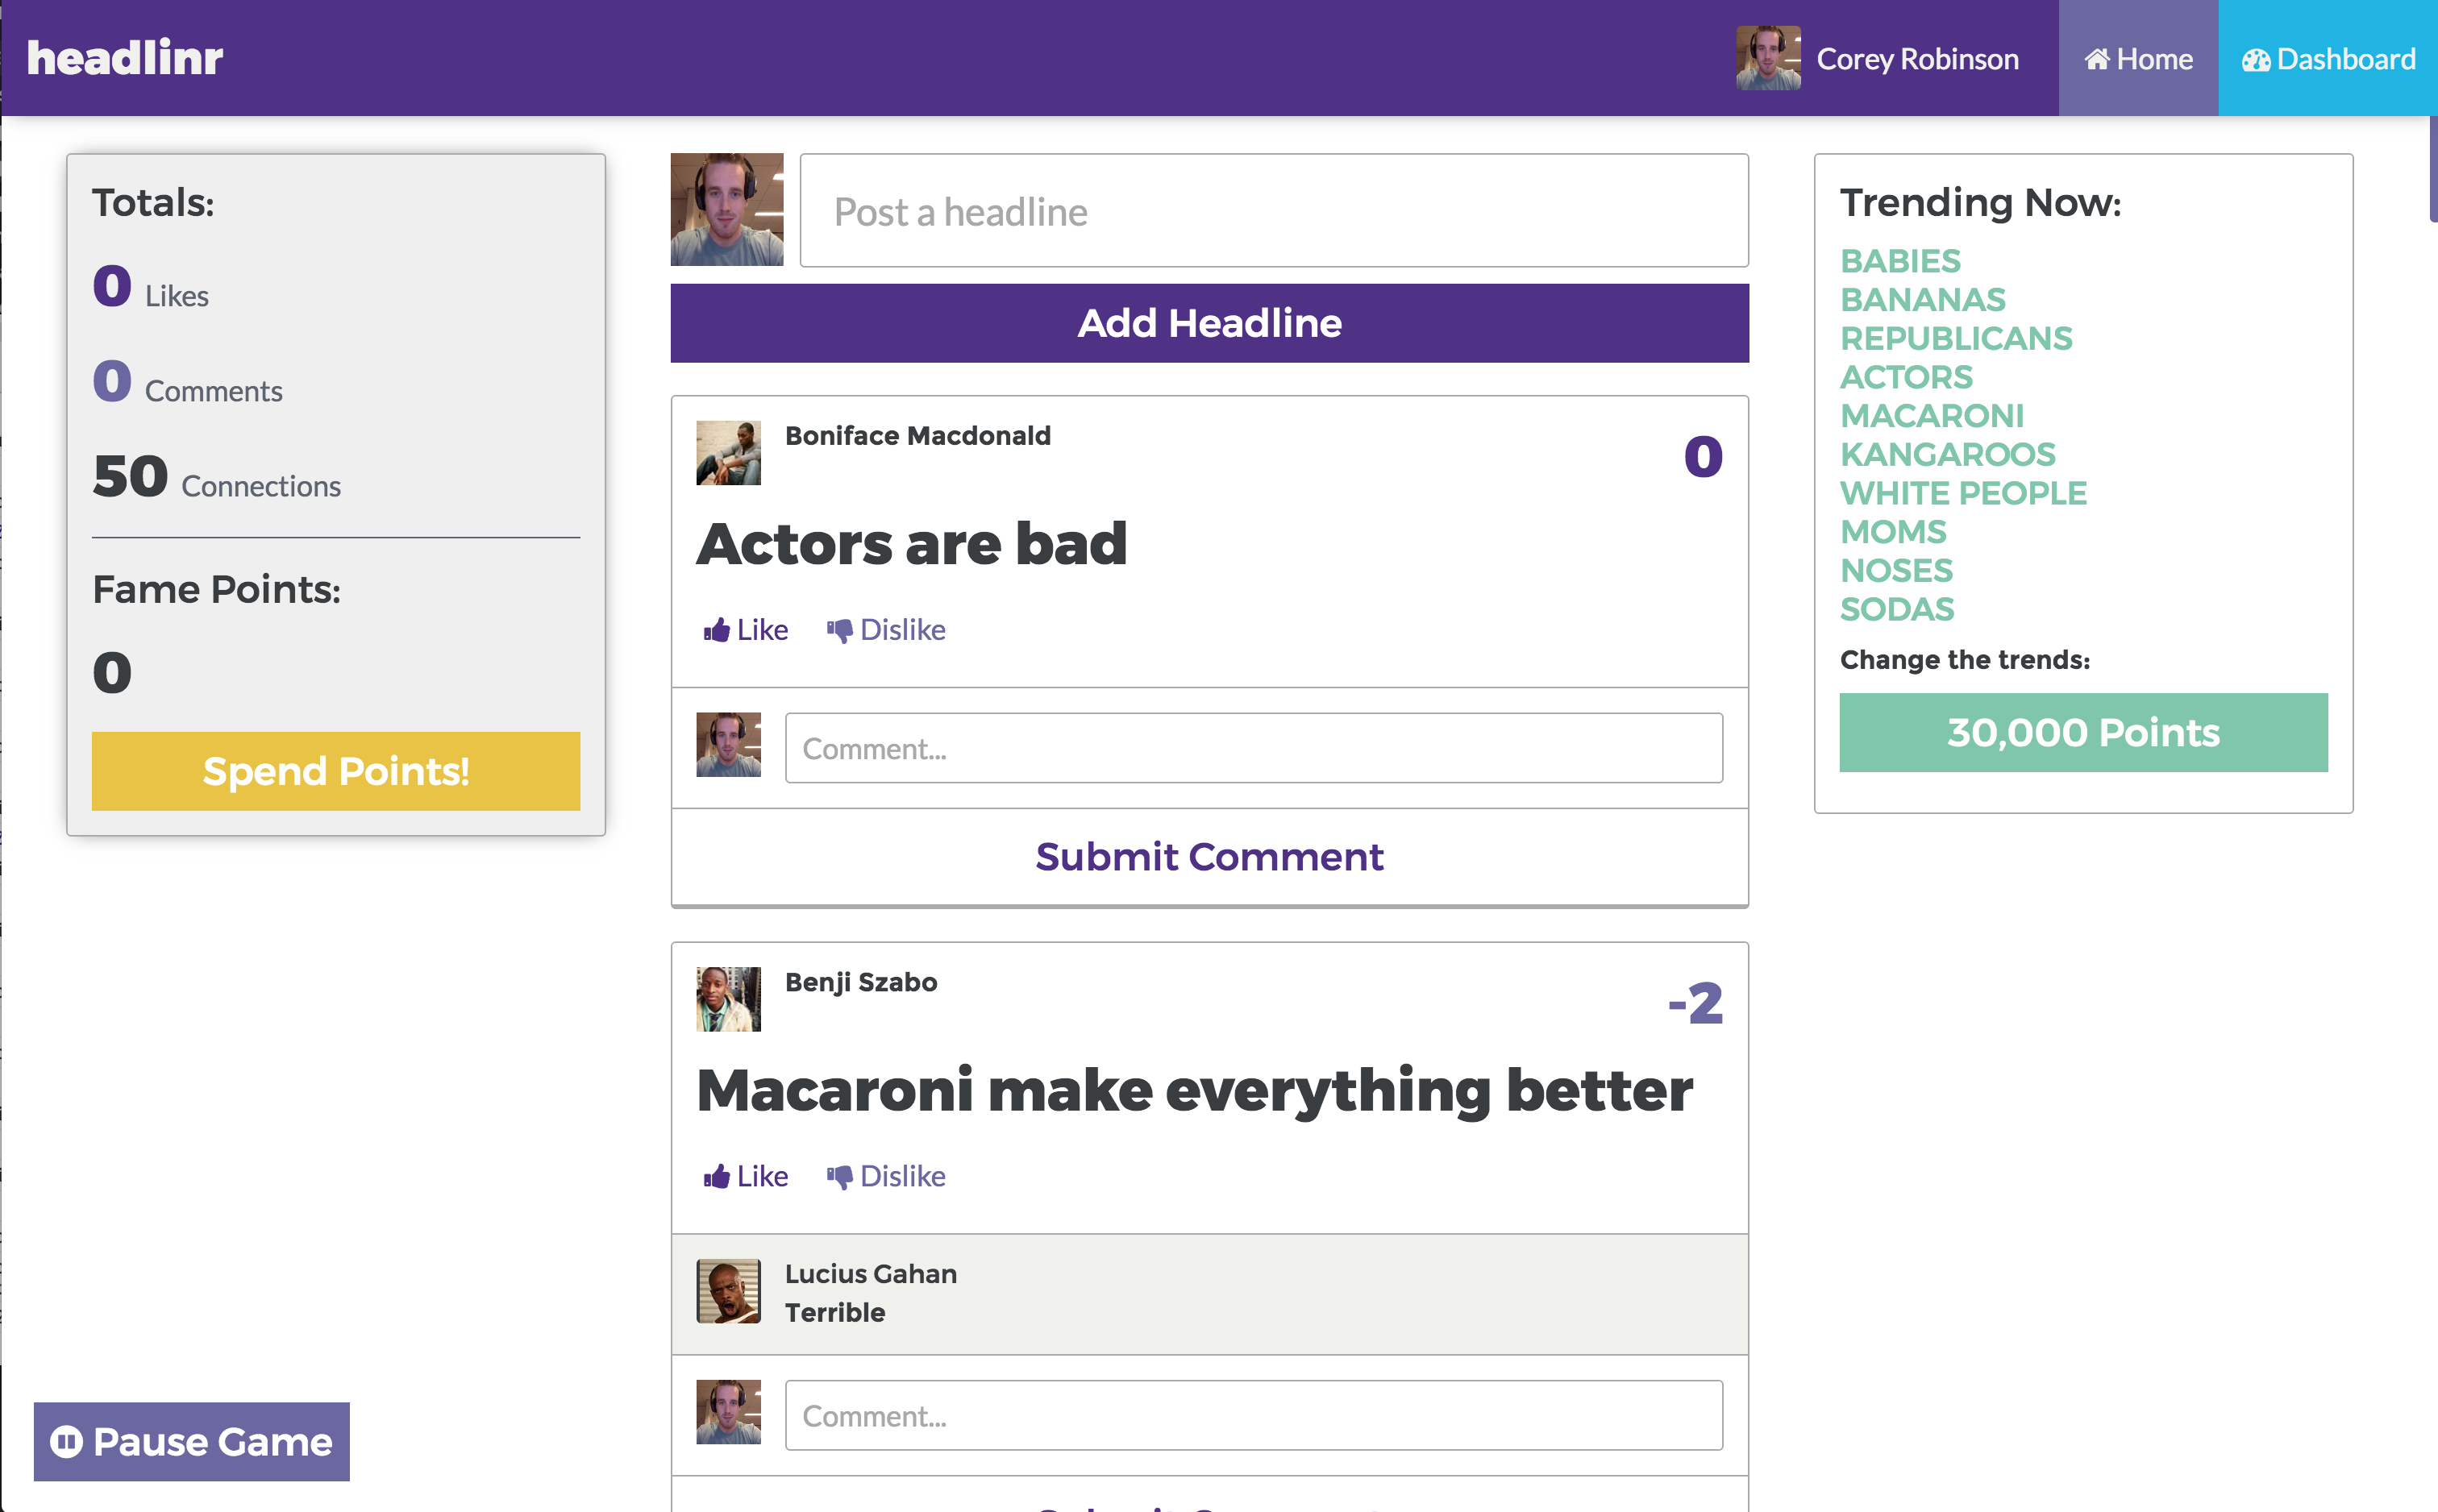 headlinr
Corey Robinson
Home
Dashboard
Totals:
0 Likes
0 Comments
50 Connections
Fame Points:
0
Spend Points!
Pause Game
Post a headline
Add Headline
Boniface Macdonald
0
Actors are bad
Like Dislike
Comment...
Submit Comment
Benji Szabo
-2
Macaroni make everything better
Like Dislike
Lucius Gahan
Terrible
Comment...
Trending Now:
BABIES
BANANAS
REPUBLICANS
ACTORS
MACARONI
KANGAROOS
WHITE PEOPLE
MOMS
NOSES
SODAS
Change the trends:
30,000 Points